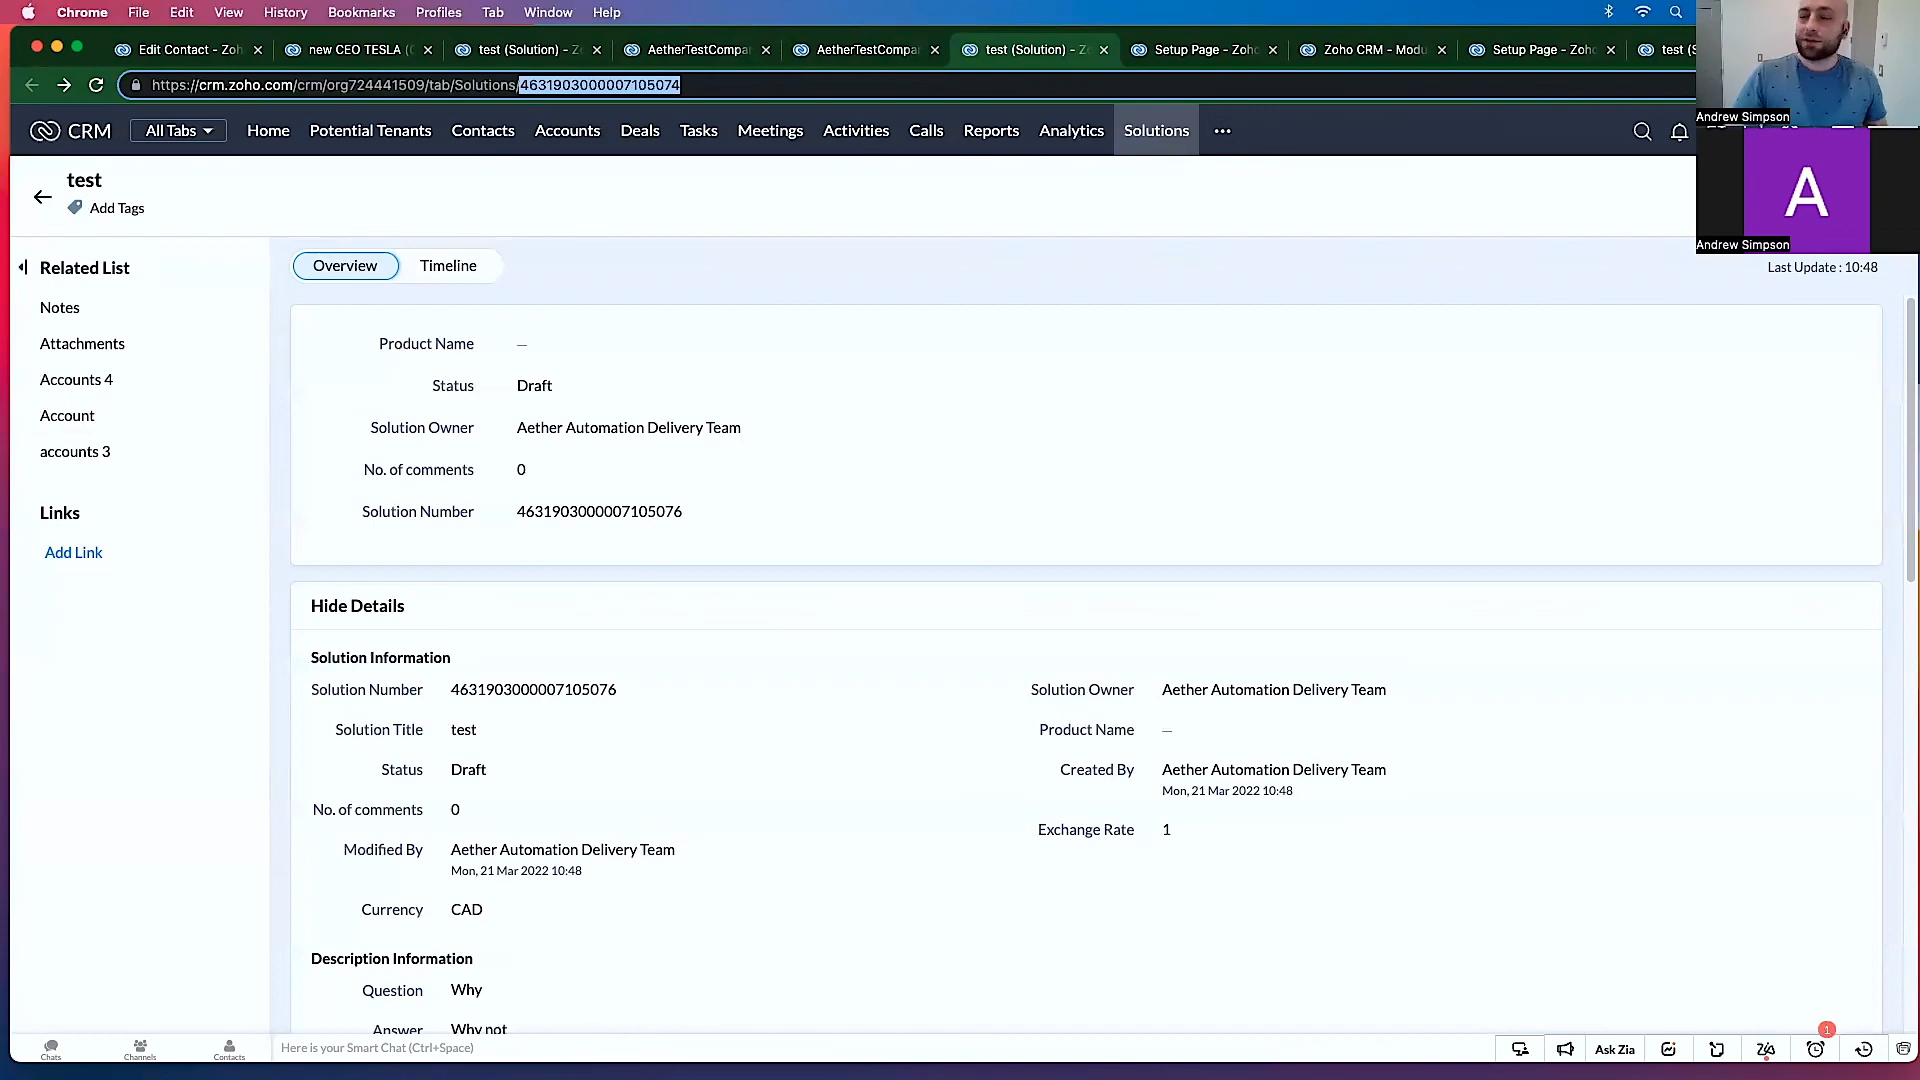 Chrome File Edit View History Bookmarks Profiles Tab Window Help
Edit Contact - Zoh new CEO TESLA ( test (Solution) - Z AetherTestCompa AetherTestCompa test (Solution) - Z Setup Page - Zoho Zoho CRM - Modu Setup Page - Zoho test (S
https://crm.zoho.com/crm/org724441509/tab/Solutions/4631903000007105074
CRM All Tabs Home Potential Tenants Contacts Accounts Deals Tasks Meetings Activities Calls Reports Analytics Solutions •••
Andrew Simpson
A
Andrew Simpson
test
Add Tags
Related List
Notes
Attachments
Accounts 4
Account
accounts 3
Links
Add Link
Overview Timeline
Last Update : 10:48
Product Name —
Status Draft
Solution Owner Aether Automation Delivery Team
No. of comments 0
Solution Number 4631903000007105076
Hide Details
Solution Information
Solution Number 4631903000007105076 Solution Owner Aether Automation Delivery Team
Solution Title test Product Name —
Status Draft Created By Aether Automation Delivery Team
Mon, 21 Mar 2022 10:48
No. of comments 0 Exchange Rate 1
Modified By Aether Automation Delivery Team
Mon, 21 Mar 2022 10:48
Currency CAD
Description Information
Question Why
Answer Why not
Chats Channels Contacts Here is your Smart Chat (Ctrl+Space) Ask Zia 1